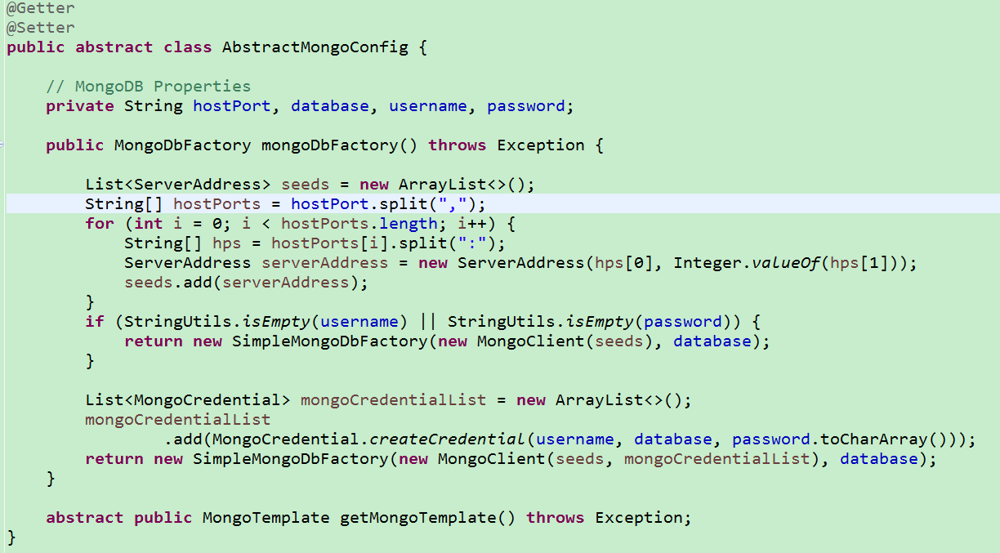 @Getter
@Setter
public abstract class AbstractMongoConfig {
    // MongoDB Properties
    private String hostPort, database, username, password;
    public MongoDbFactory mongoDbFactory() throws Exception {
        List<ServerAddress> seeds = new ArrayList<>();
        String[] hostPorts = hostPort.split(",");
        for (int i = 0; i < hostPorts.length; i++) {
            String[] hps = hostPorts[i].split(":");
            ServerAddress serverAddress = new ServerAddress(hps[0], Integer.valueOf(hps[1]));
            seeds.add(serverAddress);
        }
        if (StringUtils.isEmpty(username) || StringUtils.isEmpty(password)) {
            return new SimpleMongoDbFactory(new MongoClient(seeds), database);
        }
        List<MongoCredential> mongoCredentialList = new ArrayList<>();
        mongoCredentialList
                .add(MongoCredential.createCredential(username, database, password.toCharArray()));
        return new SimpleMongoDbFactory(new MongoClient(seeds, mongoCredentialList), database);
    }
    abstract public MongoTemplate getMongoTemplate() throws Exception;
}